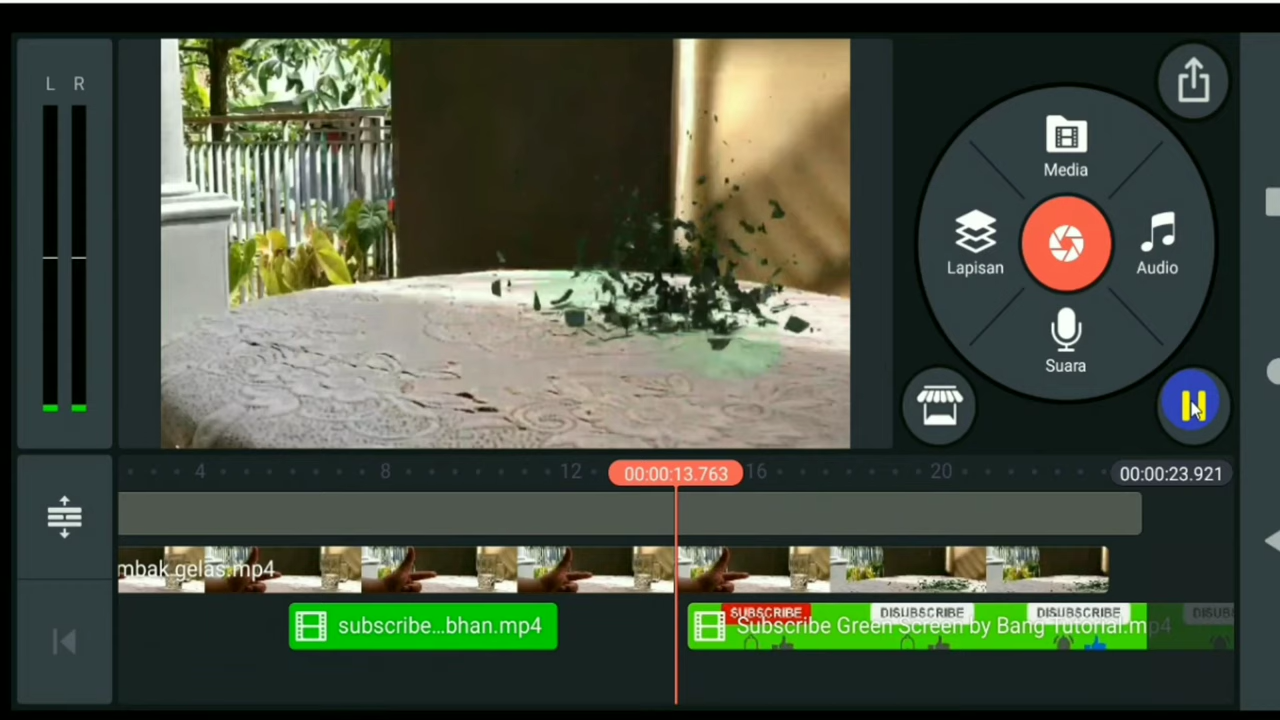 L R
Media
Lapisan
Audio
Suara
4 8 12 00:00:13.763 16 20 00:00:23.921
mbak gelas.mp4
subscribe...bhan.mp4
SUBSCRIBE DISUBSCRIBE DISUBSCRIBE DISUB
Subscribe Green Screen by Bang Tutorial.mp4